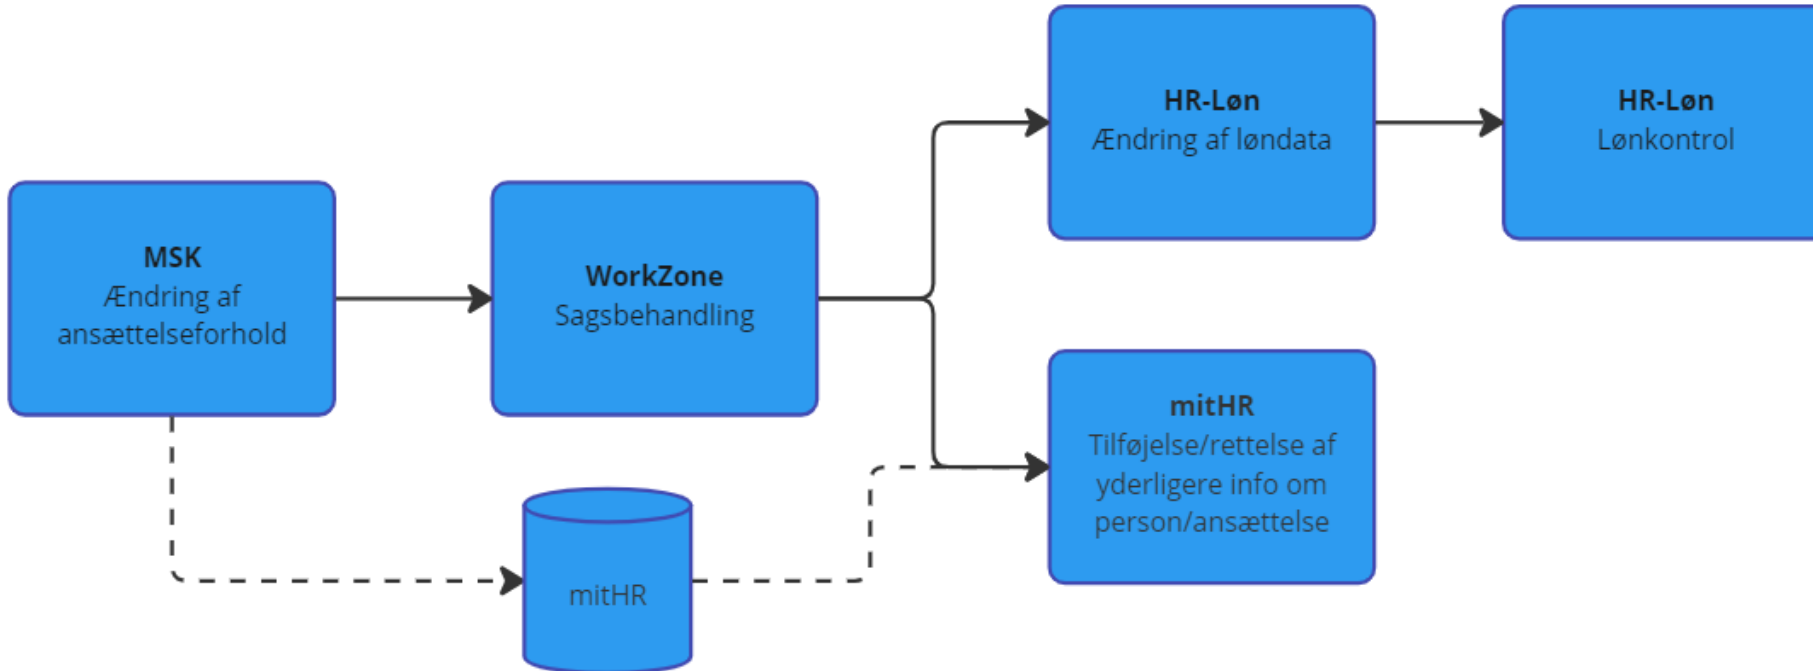 MSK
Ændring af
ansættelseforhold
WorkZone
Sagsbehandling
HR-Løn
Ændring af løndata
HR-Løn
Lønkontrol
mitHR
Tilføjelse/rettelse af
yderligere info om
person/ansættelse
mitHR